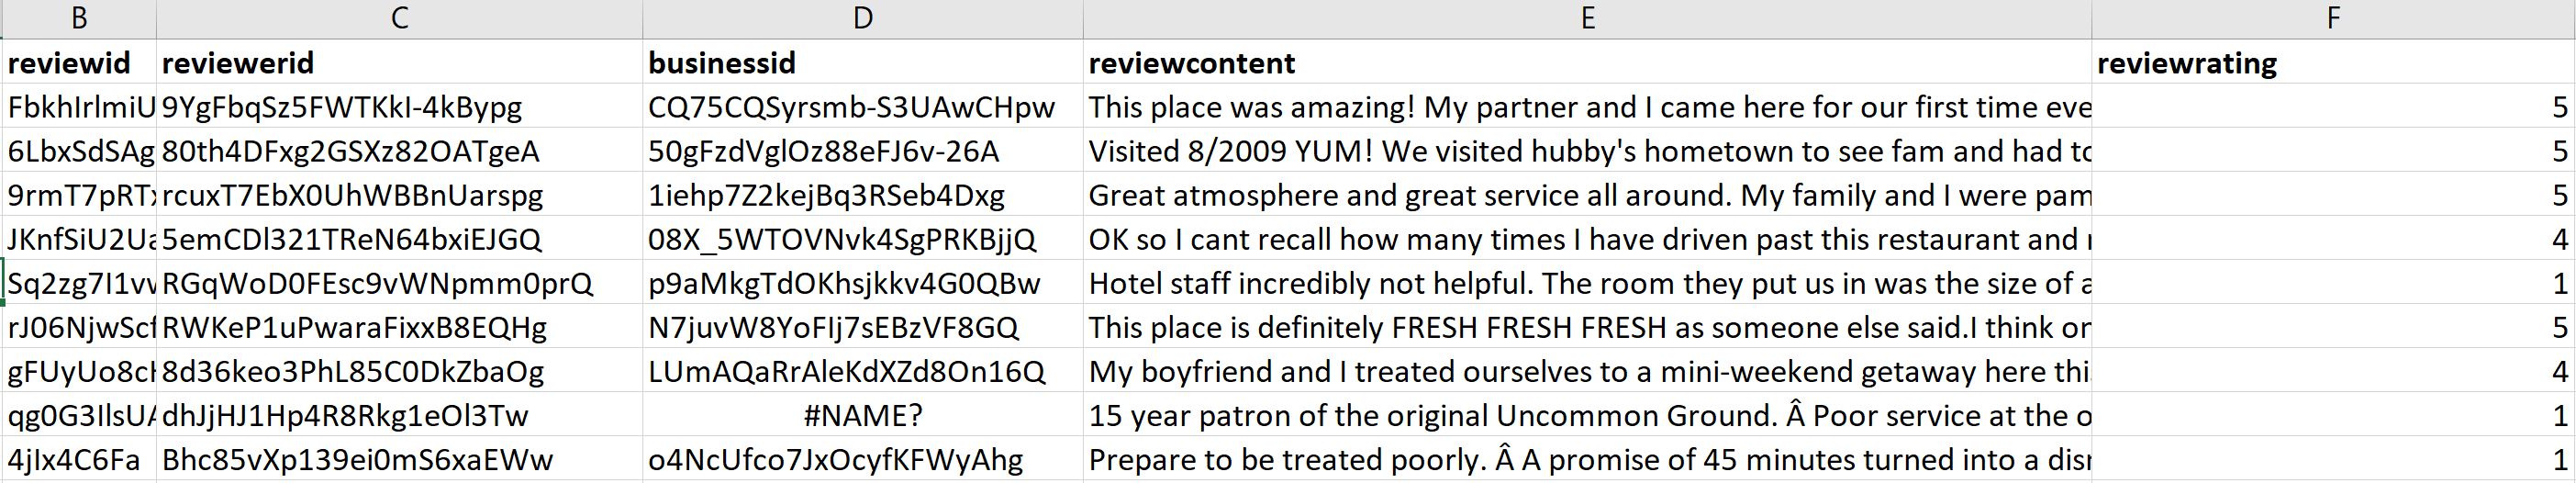 B C D E F
reviewid reviewerid businessid reviewcontent reviewrating
FbkhIrlmiU 9YgFbqSz5FWTKkI-4kBypg CQ75CQSyrsmb-S3UAwCHpw This place was amazing! My partner and I came here for our first time eve 5
6LbxSdSAg 80th4DFxg2GSXz82OATgeA 50gFzdVglOz88eFJ6v-26A Visited 8/2009 YUM! We visited hubby's hometown to see fam and had to 5
9rmT7pRTx rcuxT7EbX0UhWBBnUarspg 1iehp7Z2kejBq3RSeb4Dxg Great atmosphere and great service all around. My family and I were pam 5
JKnfSiU2Ua 5emCDl321TReN64bxiEJGQ 08X_5WTOVNvk4SgPRKBjjQ OK so I cant recall how many times I have driven past this restaurant and 4
Sq2zg7I1vv RGqWoD0FEsc9vWNpmm0prQ p9aMkgTdOKhsjkkv4G0QBw Hotel staff incredibly not helpful. The room they put us in was the size of a 1
rJ06NjwScf RWKeP1uPwaraFixxB8EQHg N7juvW8YoFIj7sEBzVF8GQ This place is definitely FRESH FRESH FRESH as someone else said.I think or 5
gFUyUo8cH 8d36keo3PhL85C0DkZbaOg LUmAQaRrAleKdXZd8On16Q My boyfriend and I treated ourselves to a mini-weekend getaway here thi 4
qg0G3IlsUA dhJjHJ1Hp4R8Rkg1eOl3Tw #NAME? 15 year patron of the original Uncommon Ground. Â Poor service at the o 1
4jIx4C6Fa Bhc85vXp139ei0mS6xaEWw o4NcUfco7JxOcyfKFWyAhg Prepare to be treated poorly. Â A promise of 45 minutes turned into a disr 1